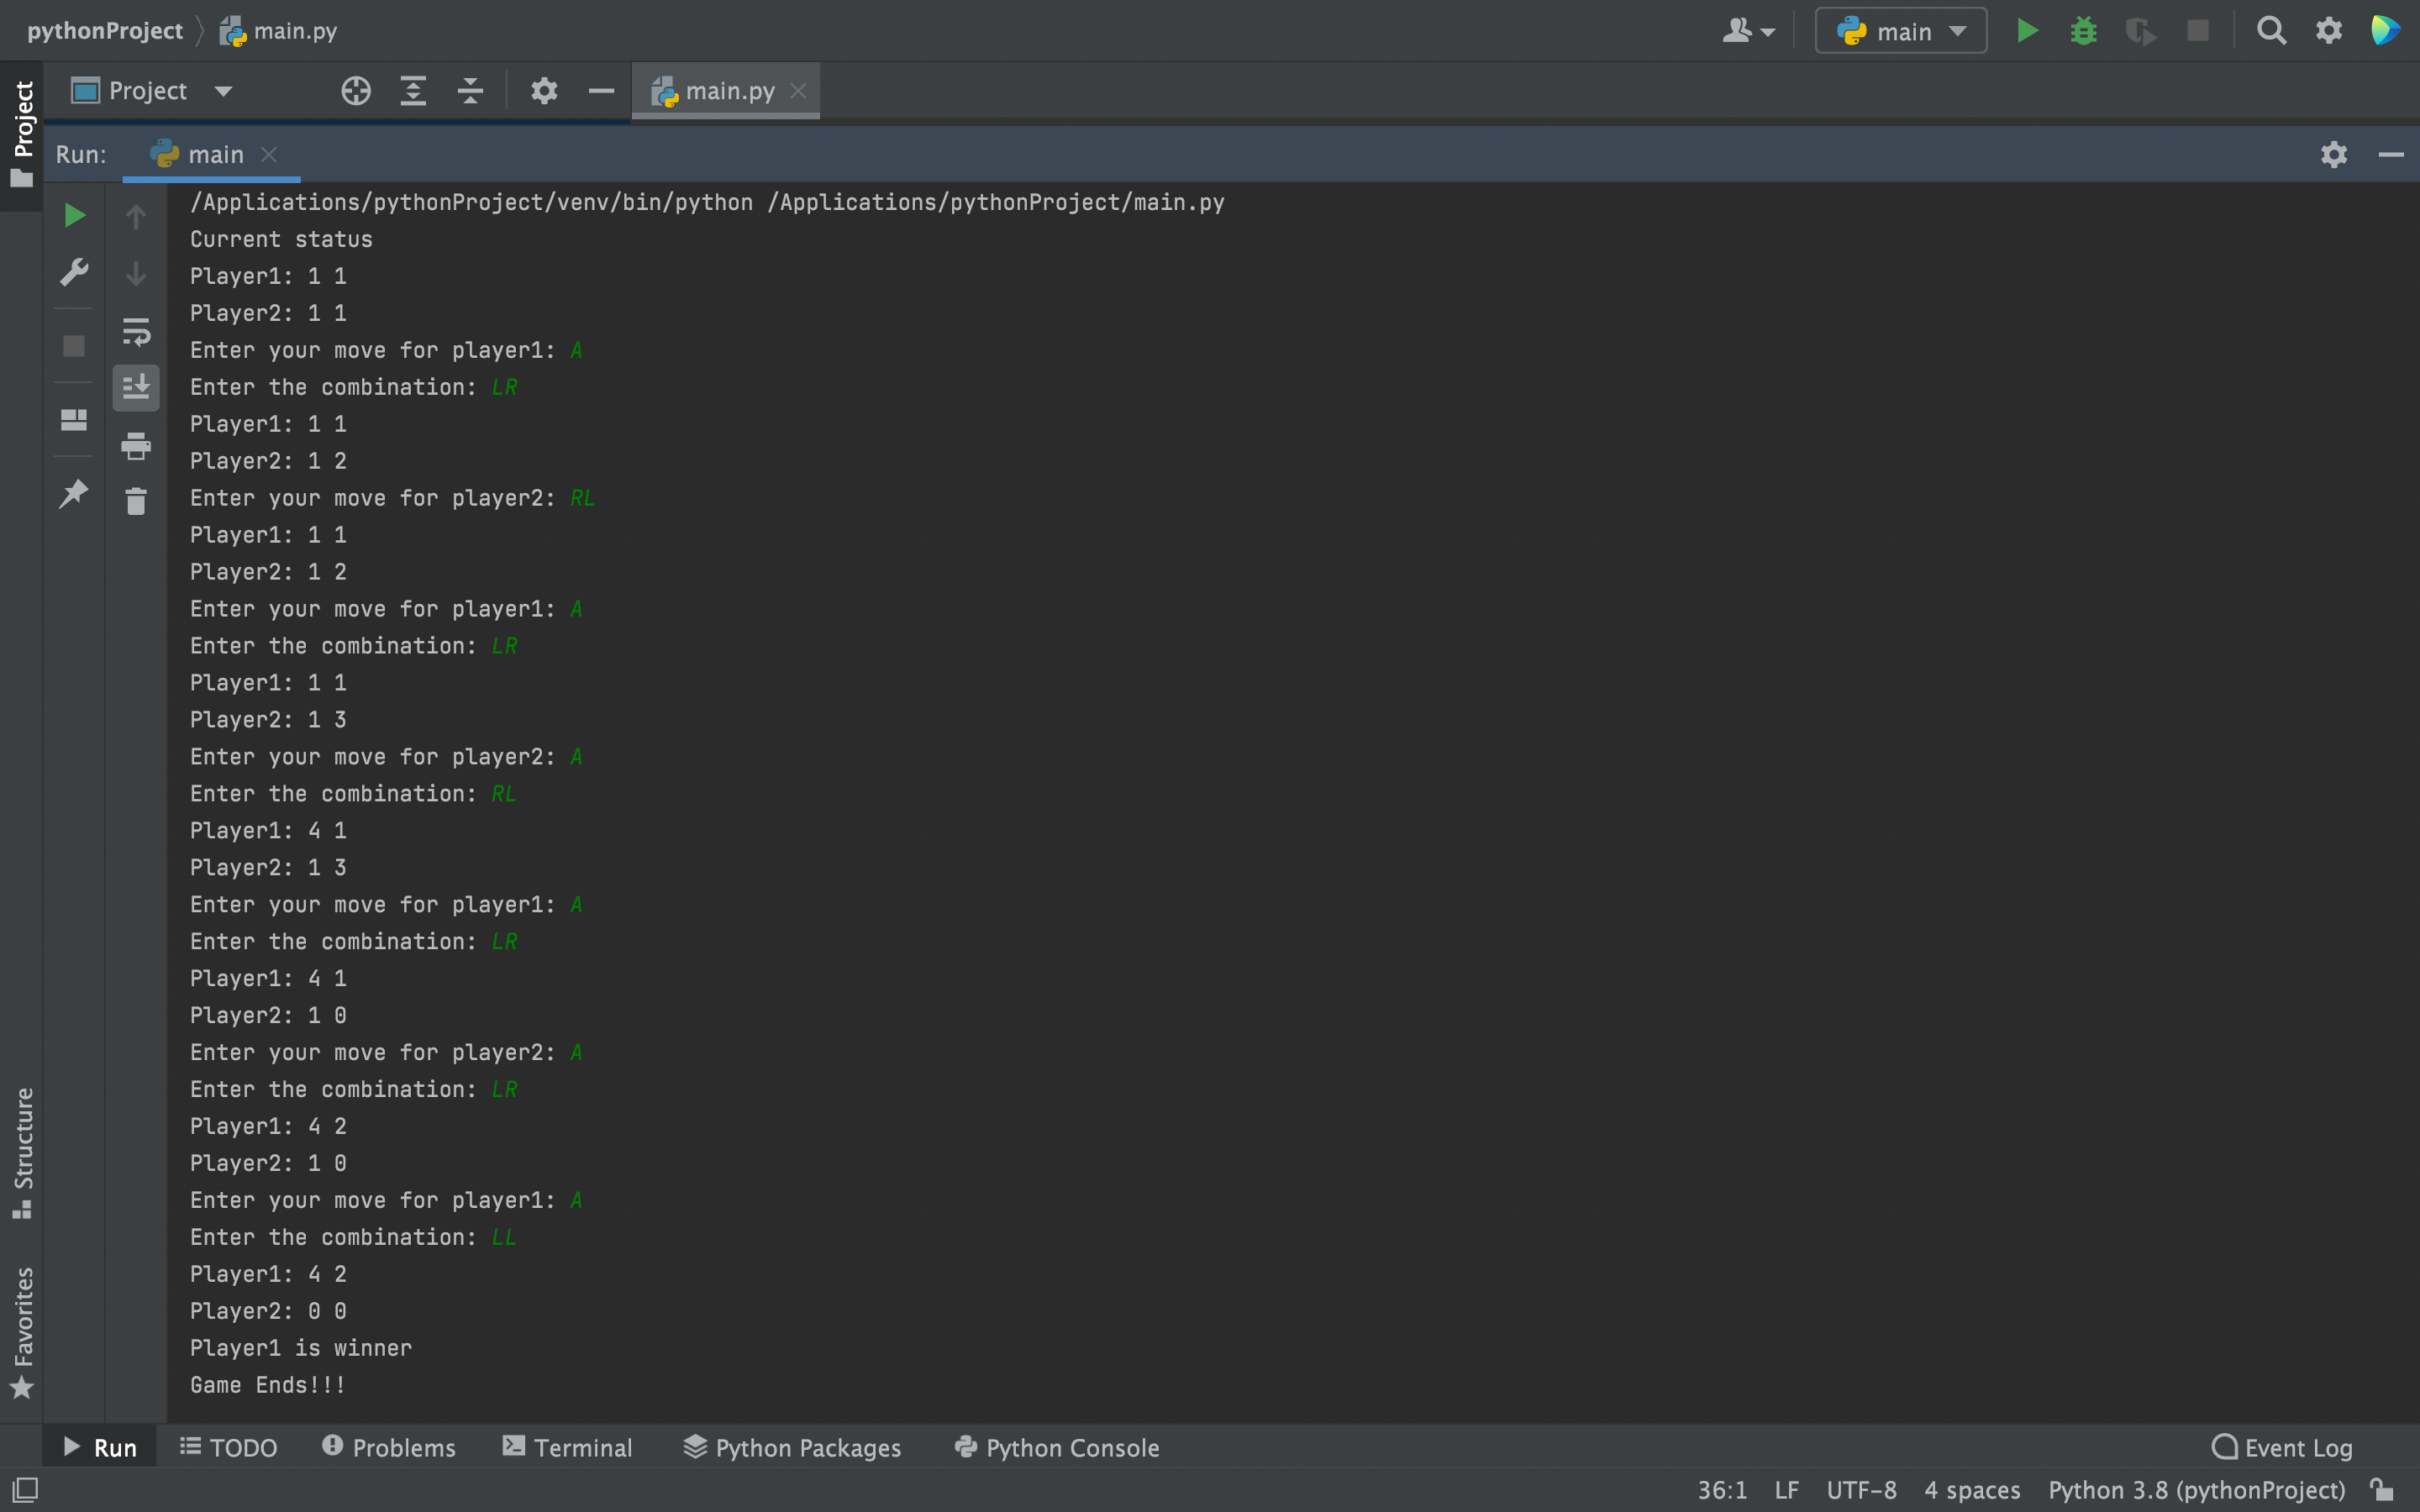 pythonProject main.py
main
Project
Project
main.py
Run:
main
/Applications/pythonProject/venv/bin/python /Applications/pythonProject/main.py
Current status
Player1: 1 1
Player2: 1 1
Enter your move for player1: A
Enter the combination: LR
Player1: 1 1
Player2: 1 2
Enter your move for player2: RL
Player1: 1 1
Player2: 1 2
Enter your move for player1: A
Enter the combination: LR
Player1: 1 1
Player2: 1 3
Enter your move for player2: A
Enter the combination: RL
Player1: 4 1
Player2: 1 3
Enter your move for player1: A
Enter the combination: LR
Player1: 4 1
Player2: 1 0
Enter your move for player2: A
Enter the combination: LR
Player1: 4 2
Player2: 1 0
Enter your move for player1: A
Enter the combination: LL
Player1: 4 2
Player2: 0 0
Player1 is winner
Game Ends!!!
Structure
Favorites
Run TODO Problems Terminal Python Packages Python Console Event Log
36:1 LF UTF-8 4 spaces Python 3.8 (pythonProject)